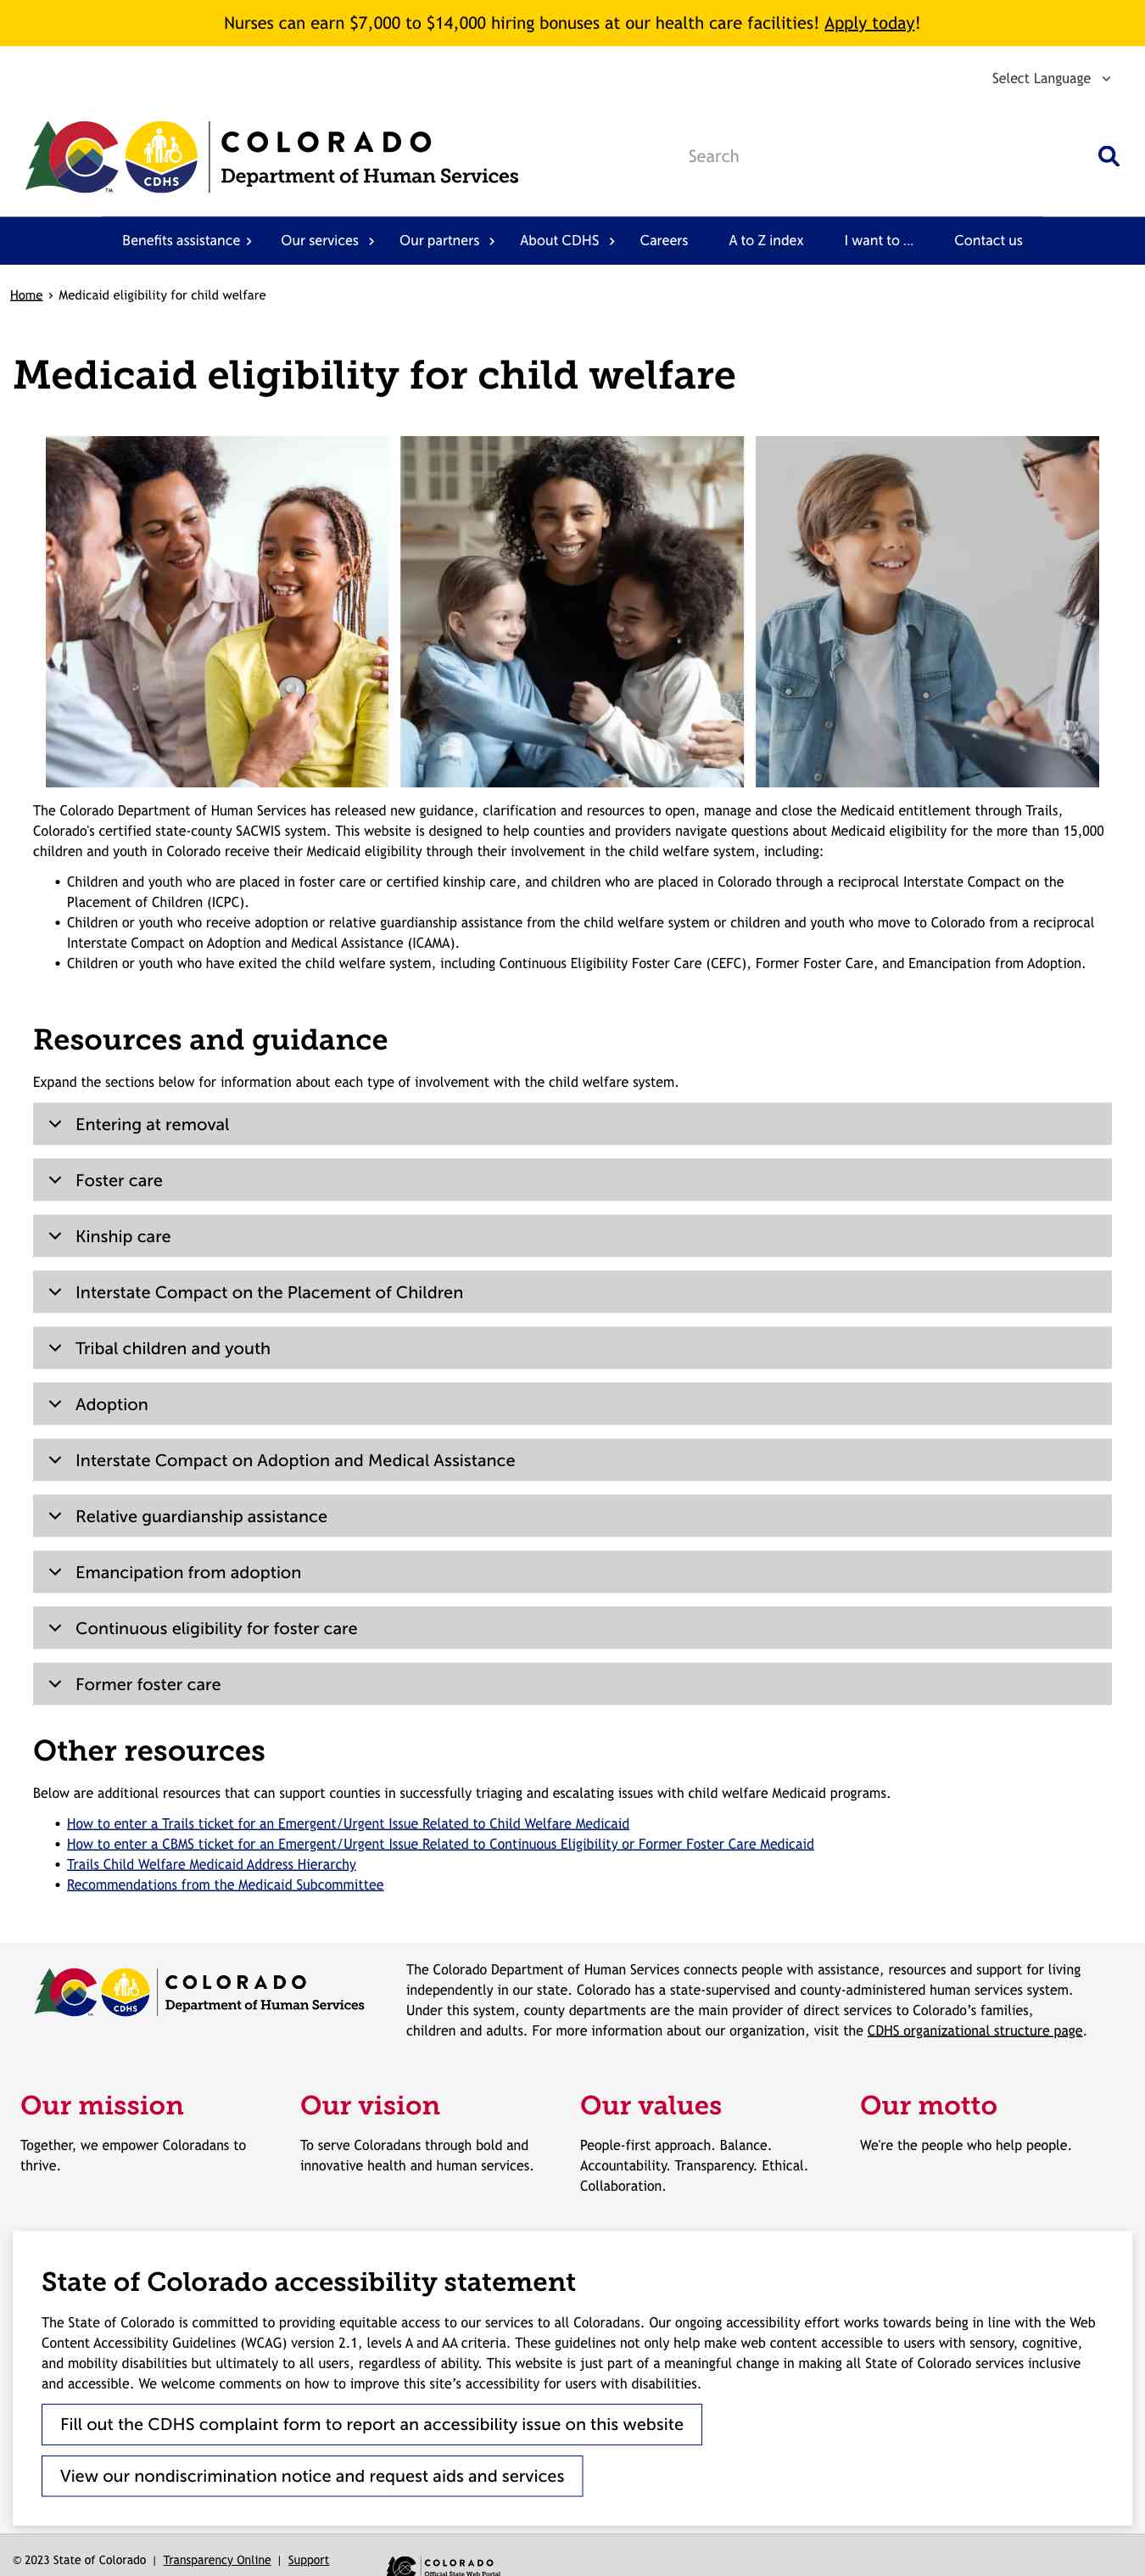 Nurses can earn $7,000 to $14,000 hiring bonuses at our health care facilities! Apply today!
Select Language
COLORADO
Department of Human Services
CDHS
TM
Search
Benefits assistance
Our services
Our partners
About CDHS
Careers
A to Z index
I want to ...
Contact us
Home › Medicaid eligibility for child welfare
Medicaid eligibility for child welfare
The Colorado Department of Human Services has released new guidance, clarification and resources to open, manage and close the Medicaid entitlement through Trails,
Colorado's certified state-county SACWIS system. This website is designed to help counties and providers navigate questions about Medicaid eligibility for the more than 15,000
children and youth in Colorado receive their Medicaid eligibility through their involvement in the child welfare system, including:
• Children and youth who are placed in foster care or certified kinship care, and children who are placed in Colorado through a reciprocal Interstate Compact on the
Placement of Children (ICPC).
• Children or youth who receive adoption or relative guardianship assistance from the child welfare system or children and youth who move to Colorado from a reciprocal
Interstate Compact on Adoption and Medical Assistance (ICAMA).
• Children or youth who have exited the child welfare system, including Continuous Eligibility Foster Care (CEFC), Former Foster Care, and Emancipation from Adoption.
Resources and guidance
Expand the sections below for information about each type of involvement with the child welfare system.
Entering at removal
Foster care
Kinship care
Interstate Compact on the Placement of Children
Tribal children and youth
Adoption
Interstate Compact on Adoption and Medical Assistance
Relative guardianship assistance
Emancipation from adoption
Continuous eligibility for foster care
Former foster care
Other resources
Below are additional resources that can support counties in successfully triaging and escalating issues with child welfare Medicaid programs.
• How to enter a Trails ticket for an Emergent/Urgent Issue Related to Child Welfare Medicaid
• How to enter a CBMS ticket for an Emergent/Urgent Issue Related to Continuous Eligibility or Former Foster Care Medicaid
• Trails Child Welfare Medicaid Address Hierarchy
• Recommendations from the Medicaid Subcommittee
COLORADO
Department of Human Services
CDHS
The Colorado Department of Human Services connects people with assistance, resources and support for living
independently in our state. Colorado has a state-supervised and county-administered human services system.
Under this system, county departments are the main provider of direct services to Colorado’s families,
children and adults. For more information about our organization, visit the CDHS organizational structure page.
Our mission
Together, we empower Coloradans to
thrive.
Our vision
To serve Coloradans through bold and
innovative health and human services.
Our values
People-first approach. Balance.
Accountability. Transparency. Ethical.
Collaboration.
Our motto
We're the people who help people.
State of Colorado accessibility statement
The State of Colorado is committed to providing equitable access to our services to all Coloradans. Our ongoing accessibility effort works towards being in line with the Web
Content Accessibility Guidelines (WCAG) version 2.1, levels A and AA criteria. These guidelines not only help make web content accessible to users with sensory, cognitive,
and mobility disabilities but ultimately to all users, regardless of ability. This website is just part of a meaningful change in making all State of Colorado services inclusive
and accessible. We welcome comments on how to improve this site’s accessibility for users with disabilities.
Fill out the CDHS complaint form to report an accessibility issue on this website
View our nondiscrimination notice and request aids and services
© 2023 State of Colorado | Transparency Online | Support
COLORADO
Official State Web Portal